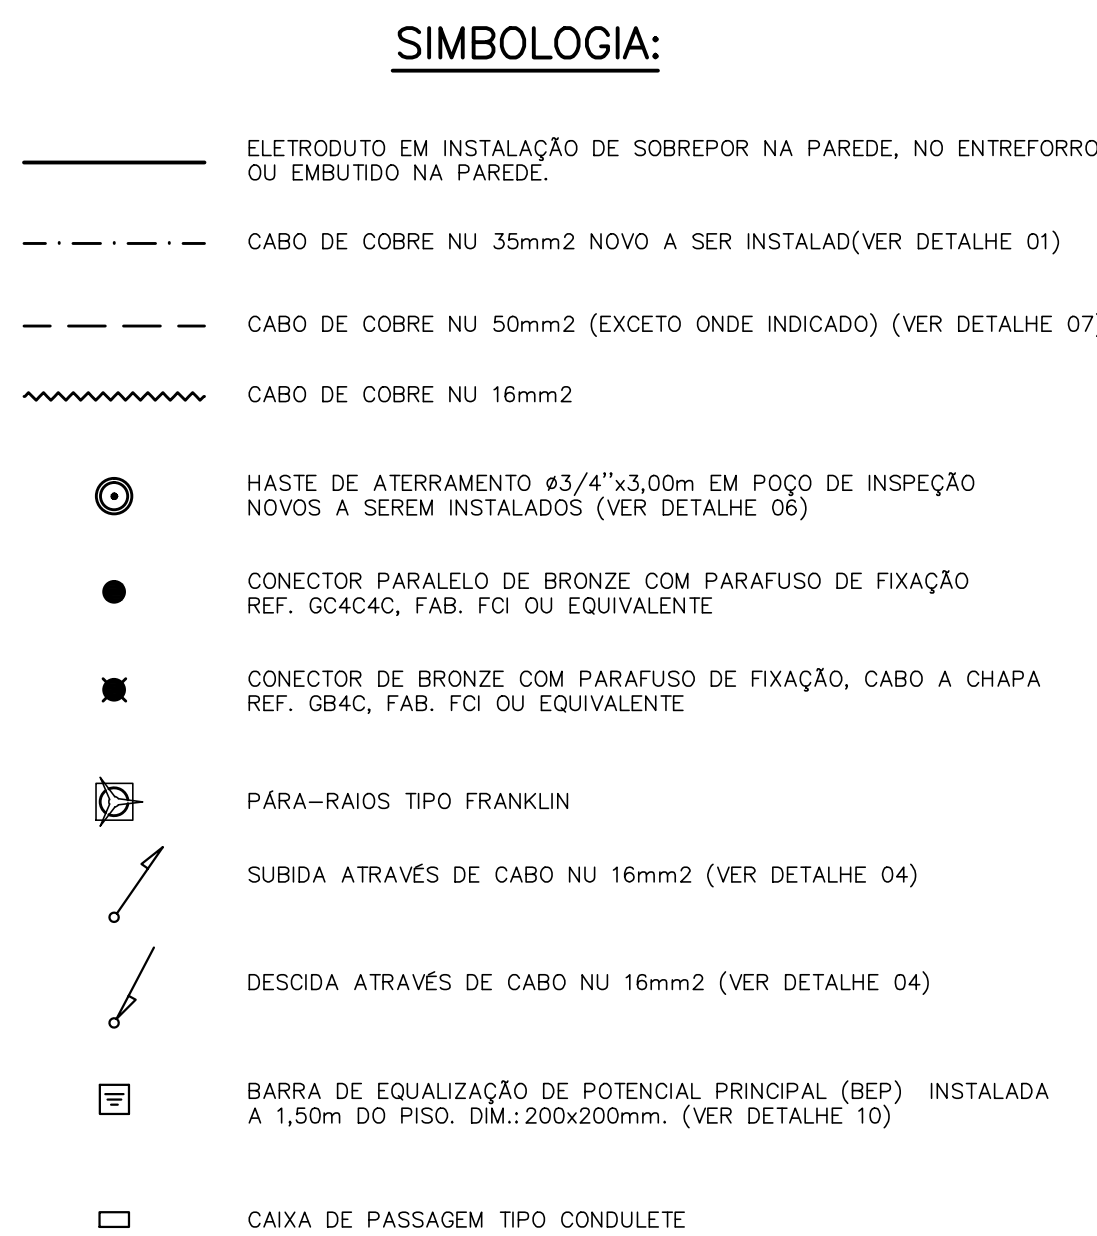 SIMBOLOGIA:
ELETRODUTO EM INSTALAÇÃO DE SOBREPOR NA PAREDE, NO ENTREFORRO
OU EMBUTIDO NA PAREDE.
CABO DE COBRE NU 35mm2 NOVO A SER INSTALAD(VER DETALHE 01)
CABO DE COBRE NU 50mm2 (EXCETO ONDE INDICADO) (VER DETALHE 07)
CABO DE COBRE NU 16mm2
HASTE DE ATERRAMENTO ø3/4''x3,00m EM POÇO DE INSPEÇÃO
NOVOS A SEREM INSTALADOS (VER DETALHE 06)
CONECTOR PARALELO DE BRONZE COM PARAFUSO DE FIXAÇÃO
REF. GC4C4C, FAB. FCI OU EQUIVALENTE
CONECTOR DE BRONZE COM PARAFUSO DE FIXAÇÃO, CABO A CHAPA
REF. GB4C, FAB. FCI OU EQUIVALENTE
PÁRA-RAIOS TIPO FRANKLIN
SUBIDA ATRAVÉS DE CABO NU 16mm2 (VER DETALHE 04)
DESCIDA ATRAVÉS DE CABO NU 16mm2 (VER DETALHE 04)
BARRA DE EQUALIZAÇÃO DE POTENCIAL PRINCIPAL (BEP) INSTALADA
A 1,50m DO PISO. DIM.: 200x200mm. (VER DETALHE 10)
CAIXA DE PASSAGEM TIPO CONDULETE